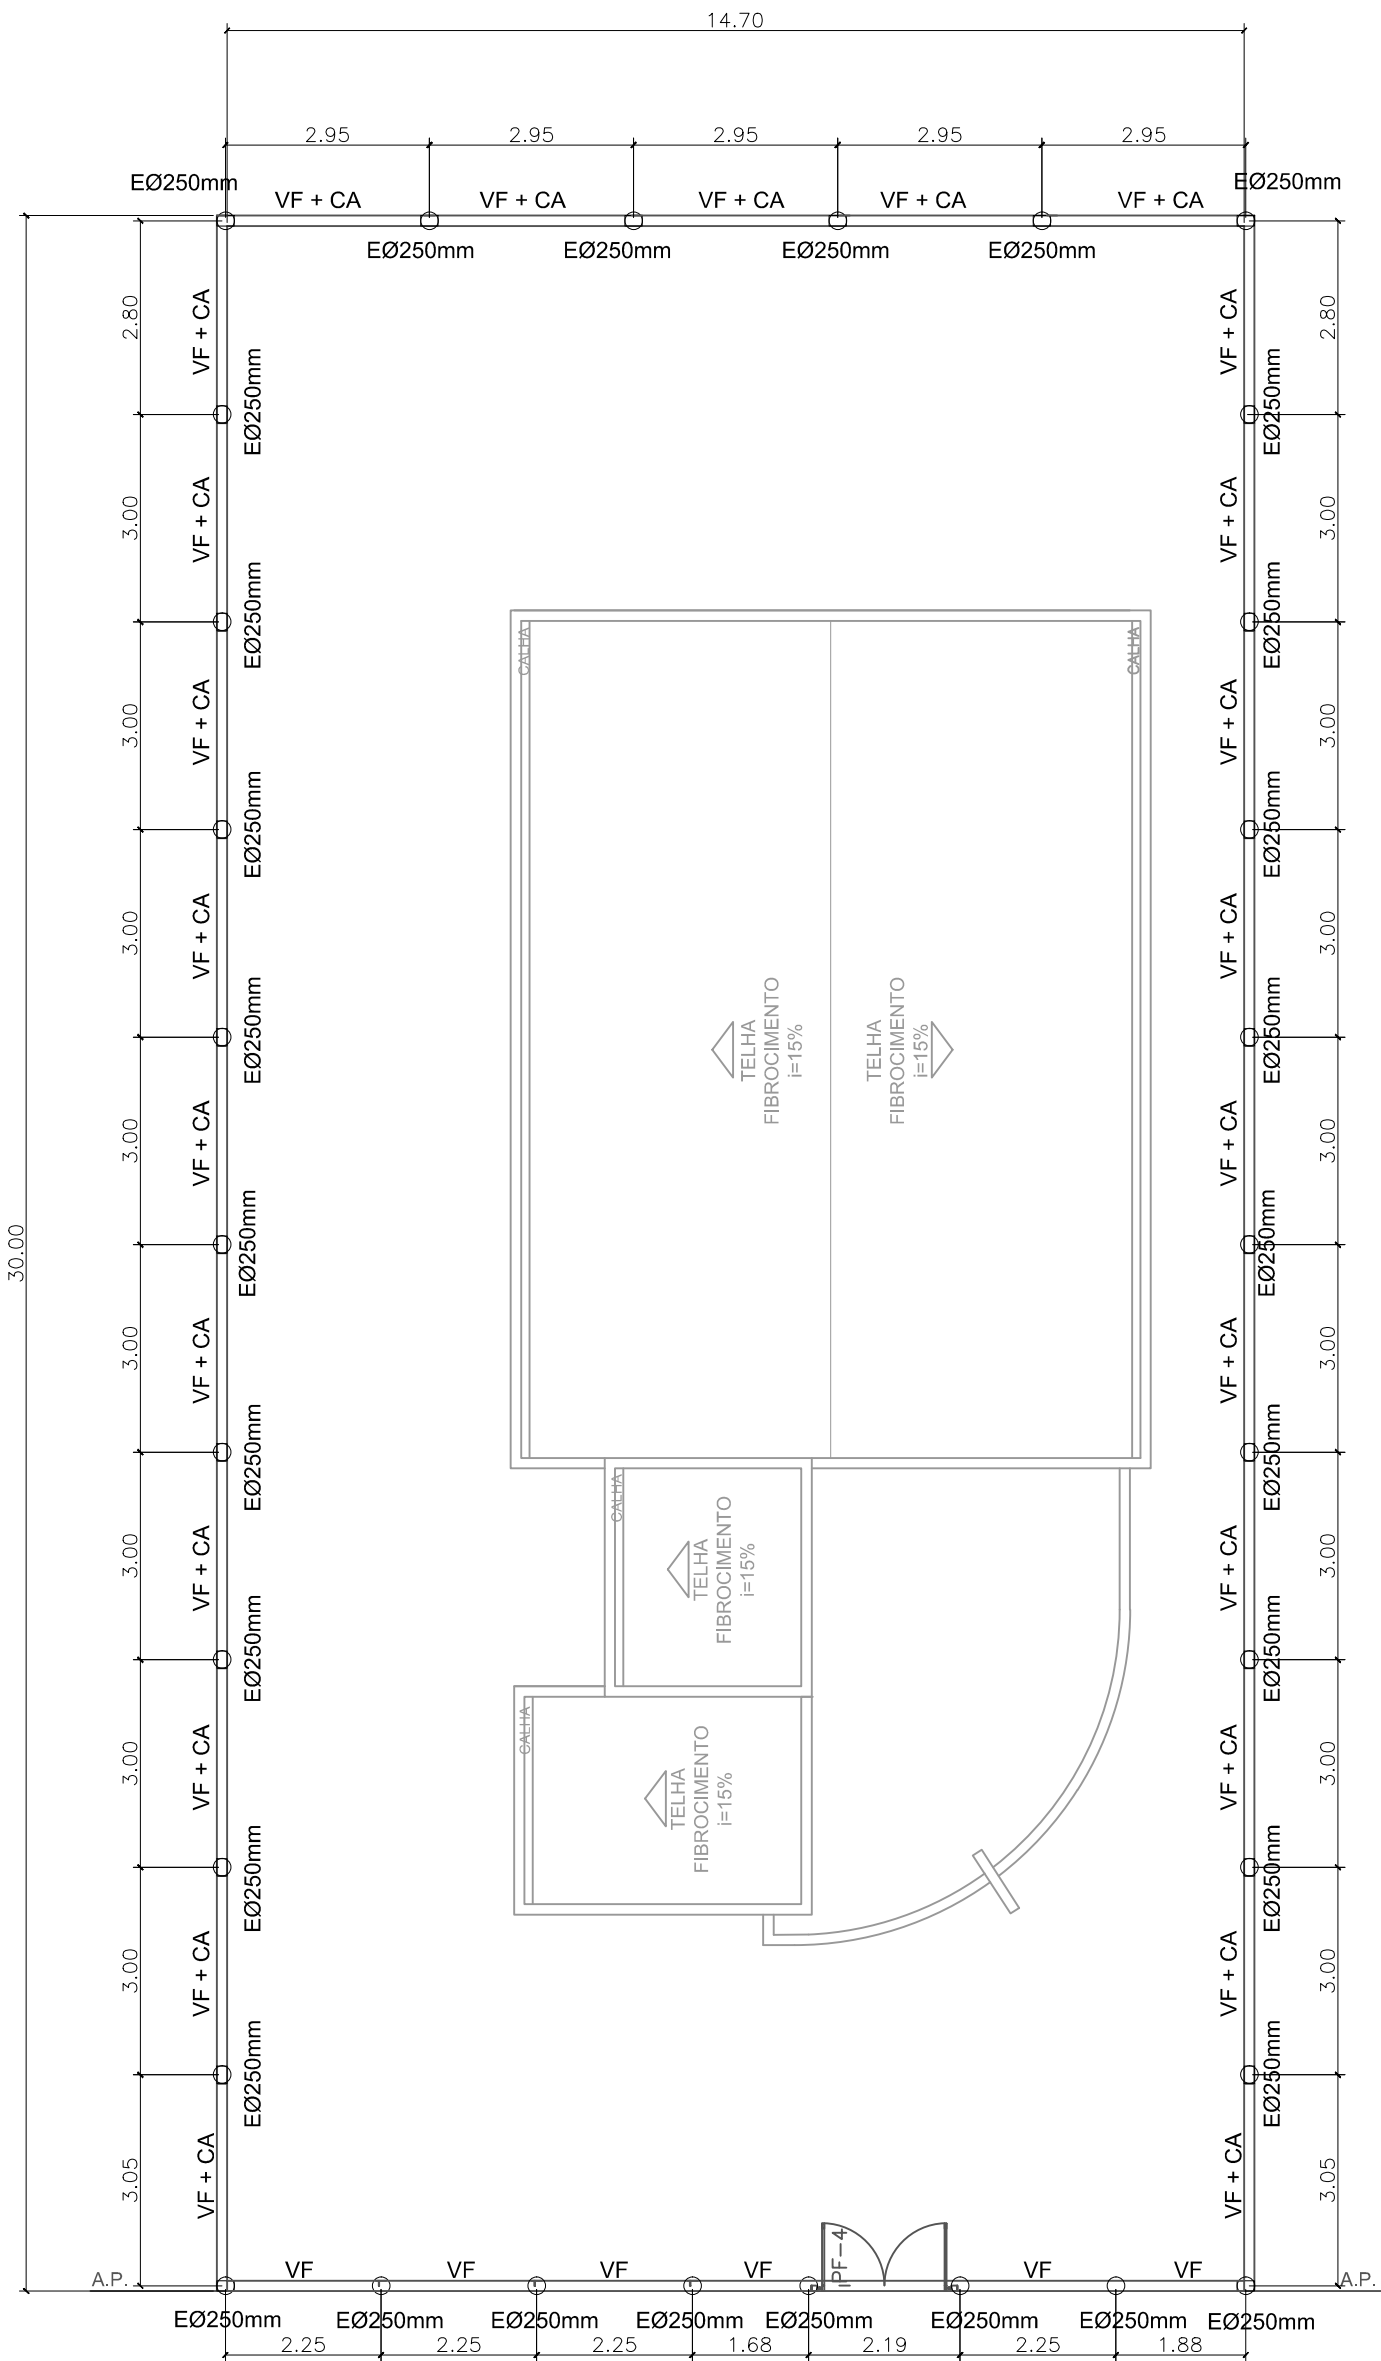 14.70
2.95 2.95 2.95 2.95 2.95
EØ250mm EØ250mm
VF + CA VF + CA VF + CA VF + CA VF + CA
EØ250mm EØ250mm EØ250mm EØ250mm
2.80 VF + CA VF + CA 2.80
EØ250mm EØ250mm
3.00 VF + CA VF + CA 3.00
EØ250mm EØ250mm
CALHA CALHA
3.00 VF + CA VF + CA 3.00
EØ250mm EØ250mm
3.00 VF + CA VF + CA 3.00
TELHA
FIBROCIMENTO
i=15%
TELHA
FIBROCIMENTO
i=15%
EØ250mm EØ250mm
3.00 VF + CA VF + CA 3.00
30.00
EØ250mm EØ250mm
3.00 VF + CA VF + CA 3.00
EØ250mm EØ250mm
CALHA
TELHA
FIBROCIMENTO
i=15%
3.00 VF + CA VF + CA 3.00
EØ250mm EØ250mm
CALHA
3.00 VF + CA VF + CA 3.00
TELHA
FIBROCIMENTO
i=15%
EØ250mm EØ250mm
3.00 VF + CA VF + CA 3.00
EØ250mm EØ250mm
3.05 VF + CA VF + CA 3.05
PF-4
VF VF VF VF VF VF
A.P. A.P.
EØ250mm EØ250mm EØ250mm EØ250mm EØ250mm EØ250mm EØ250mm EØ250mm
2.25 2.25 2.25 1.68 2.19 2.25 1.88